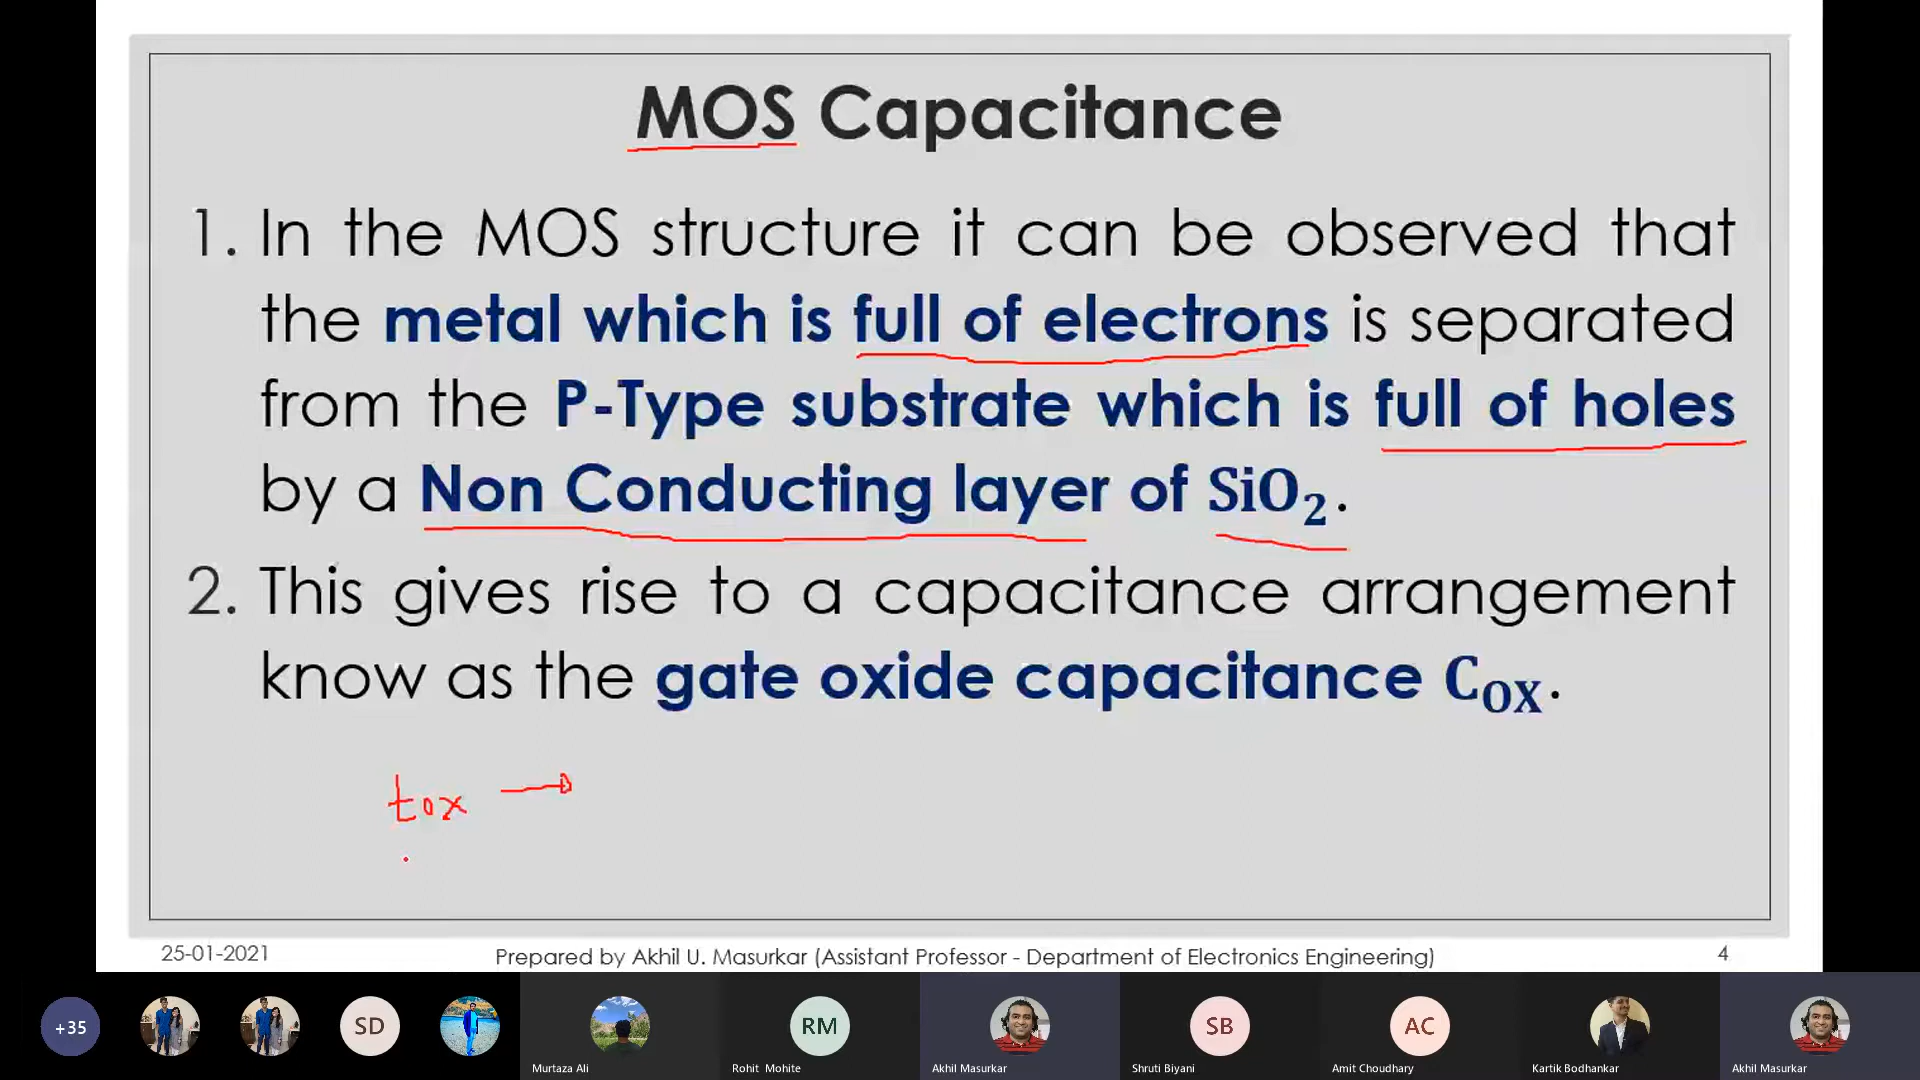 MOS Capacitance
1. In the MOS structure it can be observed that
the metal which is full of electrons is separated
from the P-Type substrate which is full of holes
by a Non Conducting layer of SiO₂.
2. This gives rise to a capacitance arrangement
know as the gate oxide capacitance C_OX.
tox →
25-01-2021 Prepared by Akhil U. Masurkar (Assistant Professor - Department of Electronics Engineering) 4
+35 SD RM SB AC
Murtaza Ali Rohit Mohite Akhil Masurkar Shruti Biyani Amit Choudhary Kartik Bodhankar Akhil Masurkar